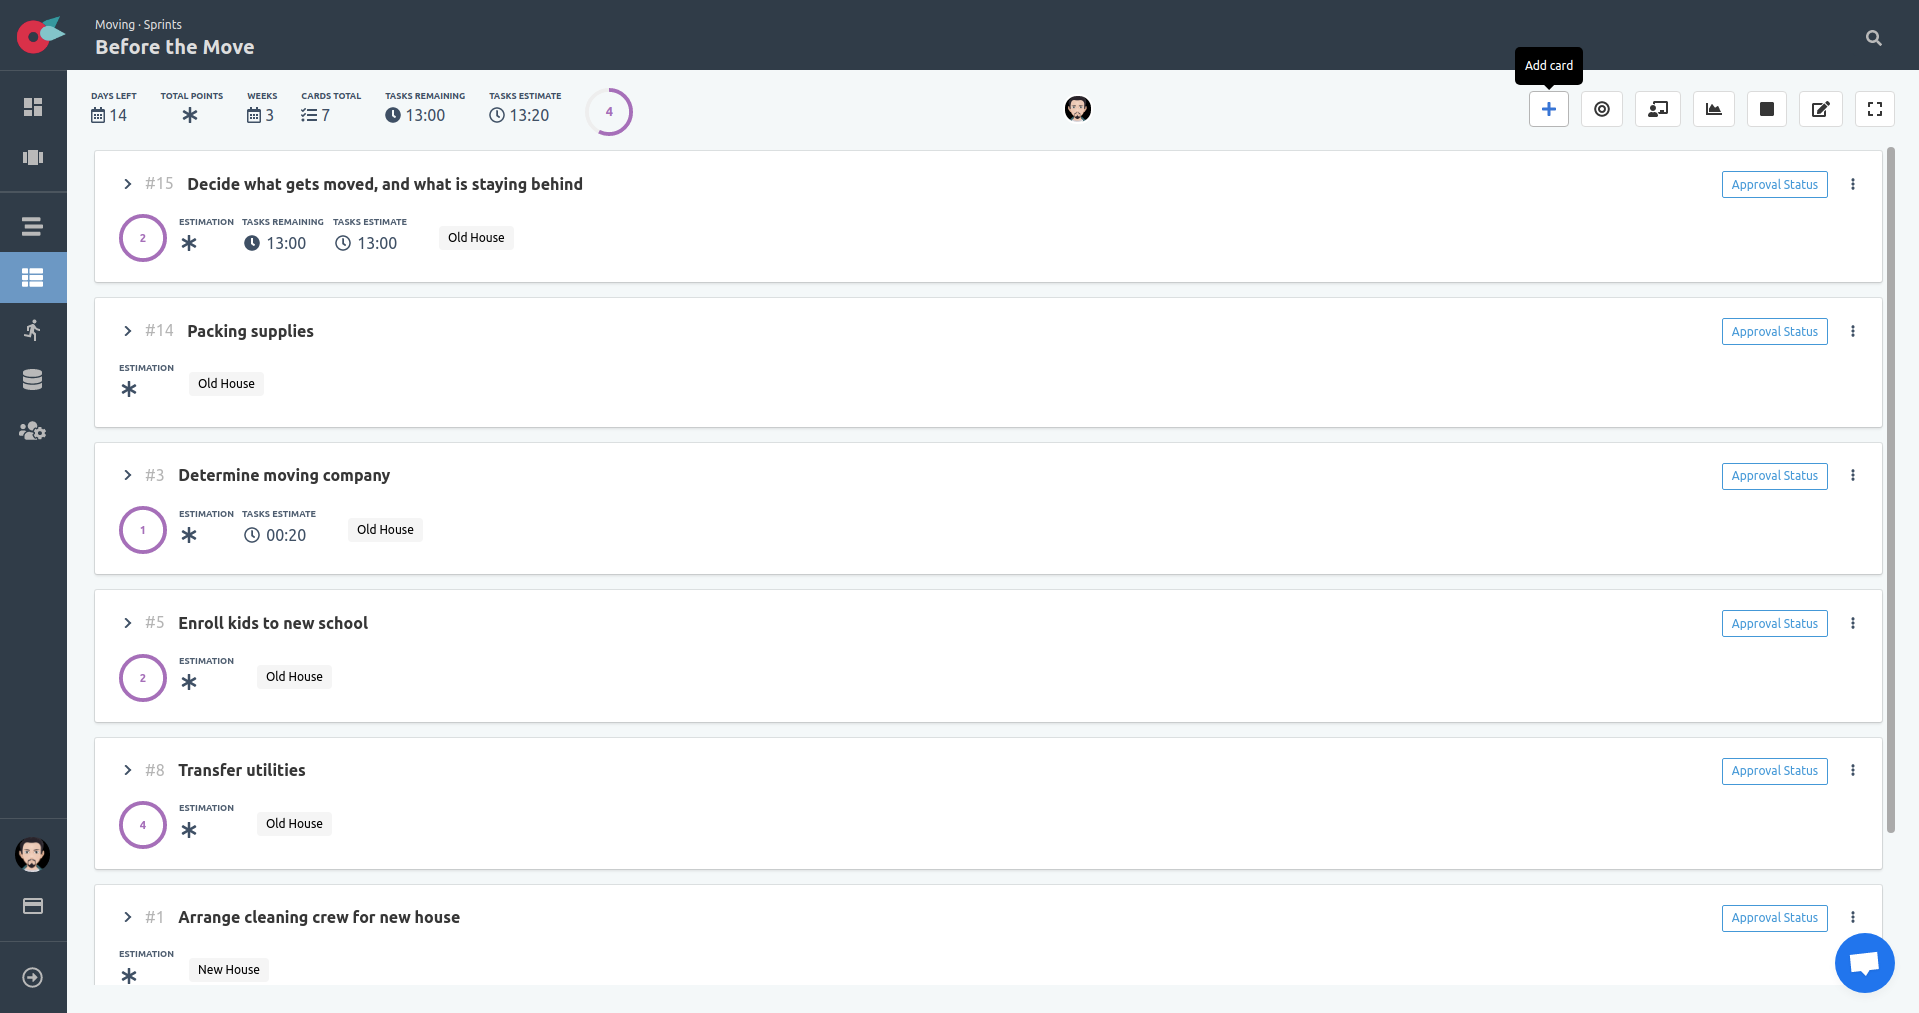 Moving · Sprints
Before the Move
Add card
DAYS LEFT TOTAL POINTS WEEKS CARDS TOTAL TASKS REMAINING TASKS ESTIMATE
14 3 7 13:00 13:20 4
#15 Decide what gets moved, and what is staying behind Approval Status
ESTIMATION TASKS REMAINING TASKS ESTIMATE
2 13:00 13:00 Old House
#14 Packing supplies Approval Status
ESTIMATION
Old House
#3 Determine moving company Approval Status
ESTIMATION TASKS ESTIMATE
1 00:20 Old House
#5 Enroll kids to new school Approval Status
ESTIMATION
2 Old House
#8 Transfer utilities Approval Status
ESTIMATION
4 Old House
#1 Arrange cleaning crew for new house Approval Status
ESTIMATION
New House